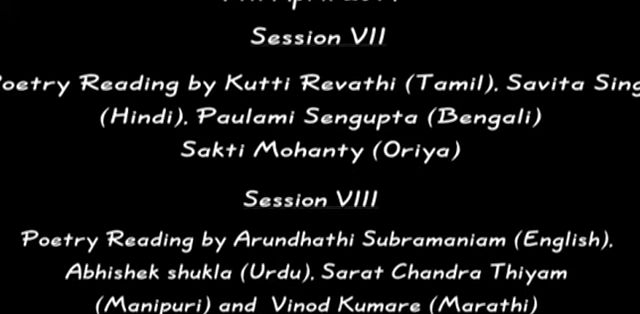 Session VII
Poetry Reading by Kutti Revathi (Tamil), Savita Sing
(Hindi), Paulami Sengupta (Bengali)
Sakti Mohanty (Oriya)
Session VIII
Poetry Reading by Arundhathi Subramaniam (English),
Abhishek shukla (Urdu), Sarat Chandra Thiyam
(Manipuri) and Vinod Kumare (Marathi)